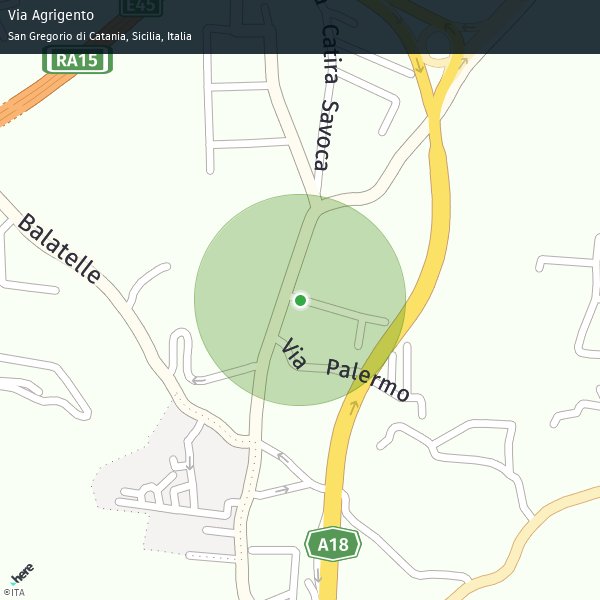 Via Agrigento
San Gregorio di Catania, Sicilia, Italia
E45
RA15
Catira Savoca
Balatelle
Via Palermo
A18
here
©ITA